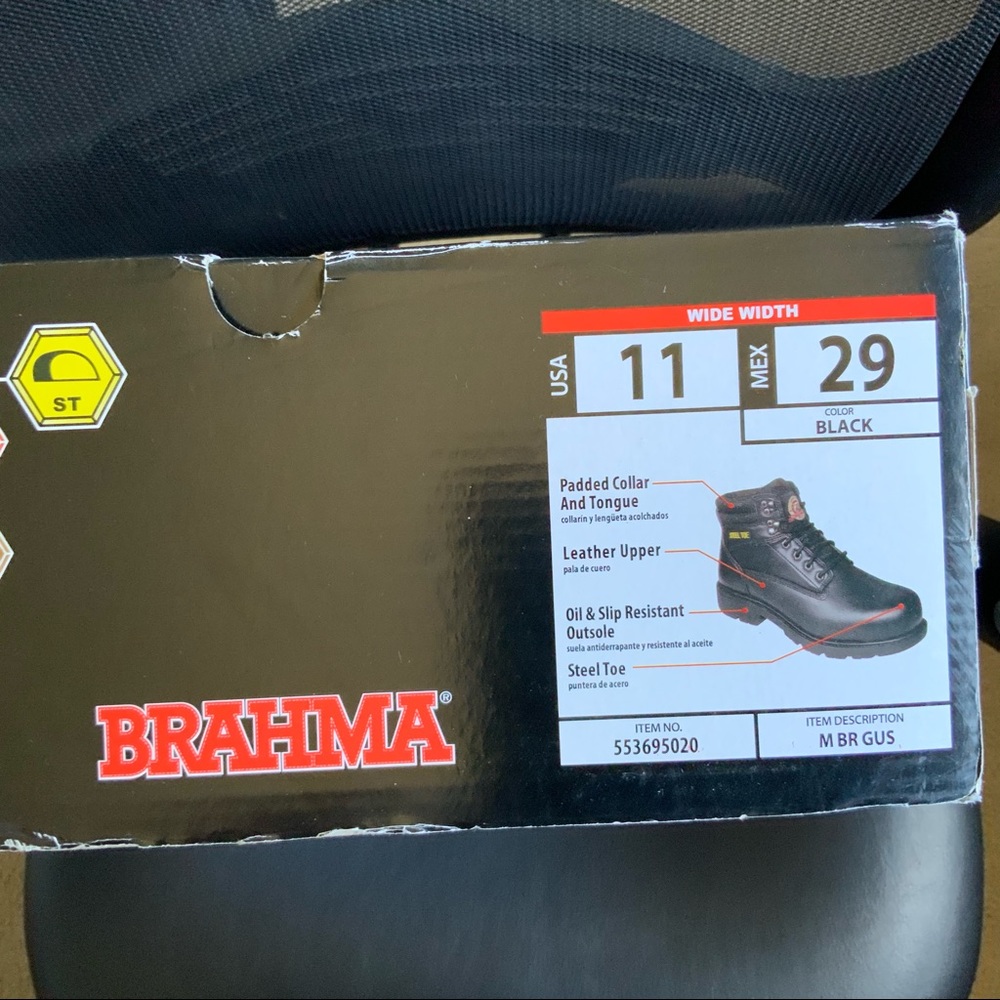 WIDE WIDTH
USA 11 MEX 29
COLOR
BLACK
ST
Padded Collar
And Tongue
collarin y lengüeta acolchados
STEEL TOE
Leather Upper
pala de cuero
Oil & Slip Resistant
Outsole
suela antiderrapante y resistente al aceite
Steel Toe
puntera de acero
BRAHMA®
ITEM NO.
553695020
ITEM DESCRIPTION
M BR GUS